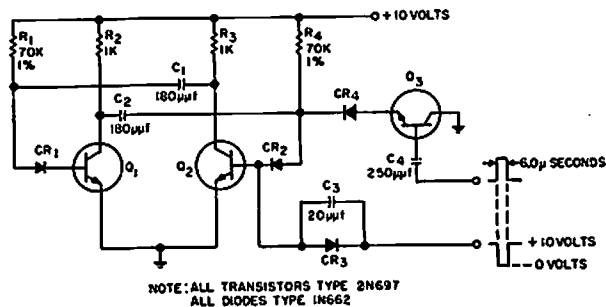 +10 VOLTS
R1
70K
1%
R2
1K
R3
1K
R4
70K
1%
C1
180μμf
C2
180μμf
Q3
CR4
C4
250μμf
6.0μ SECONDS
CR1
Q1
Q2
CR2
C3
20μμf
CR3
+10 VOLTS
0 VOLTS
NOTE: ALL TRANSISTORS TYPE 2N697
ALL DIODES TYPE 1N662